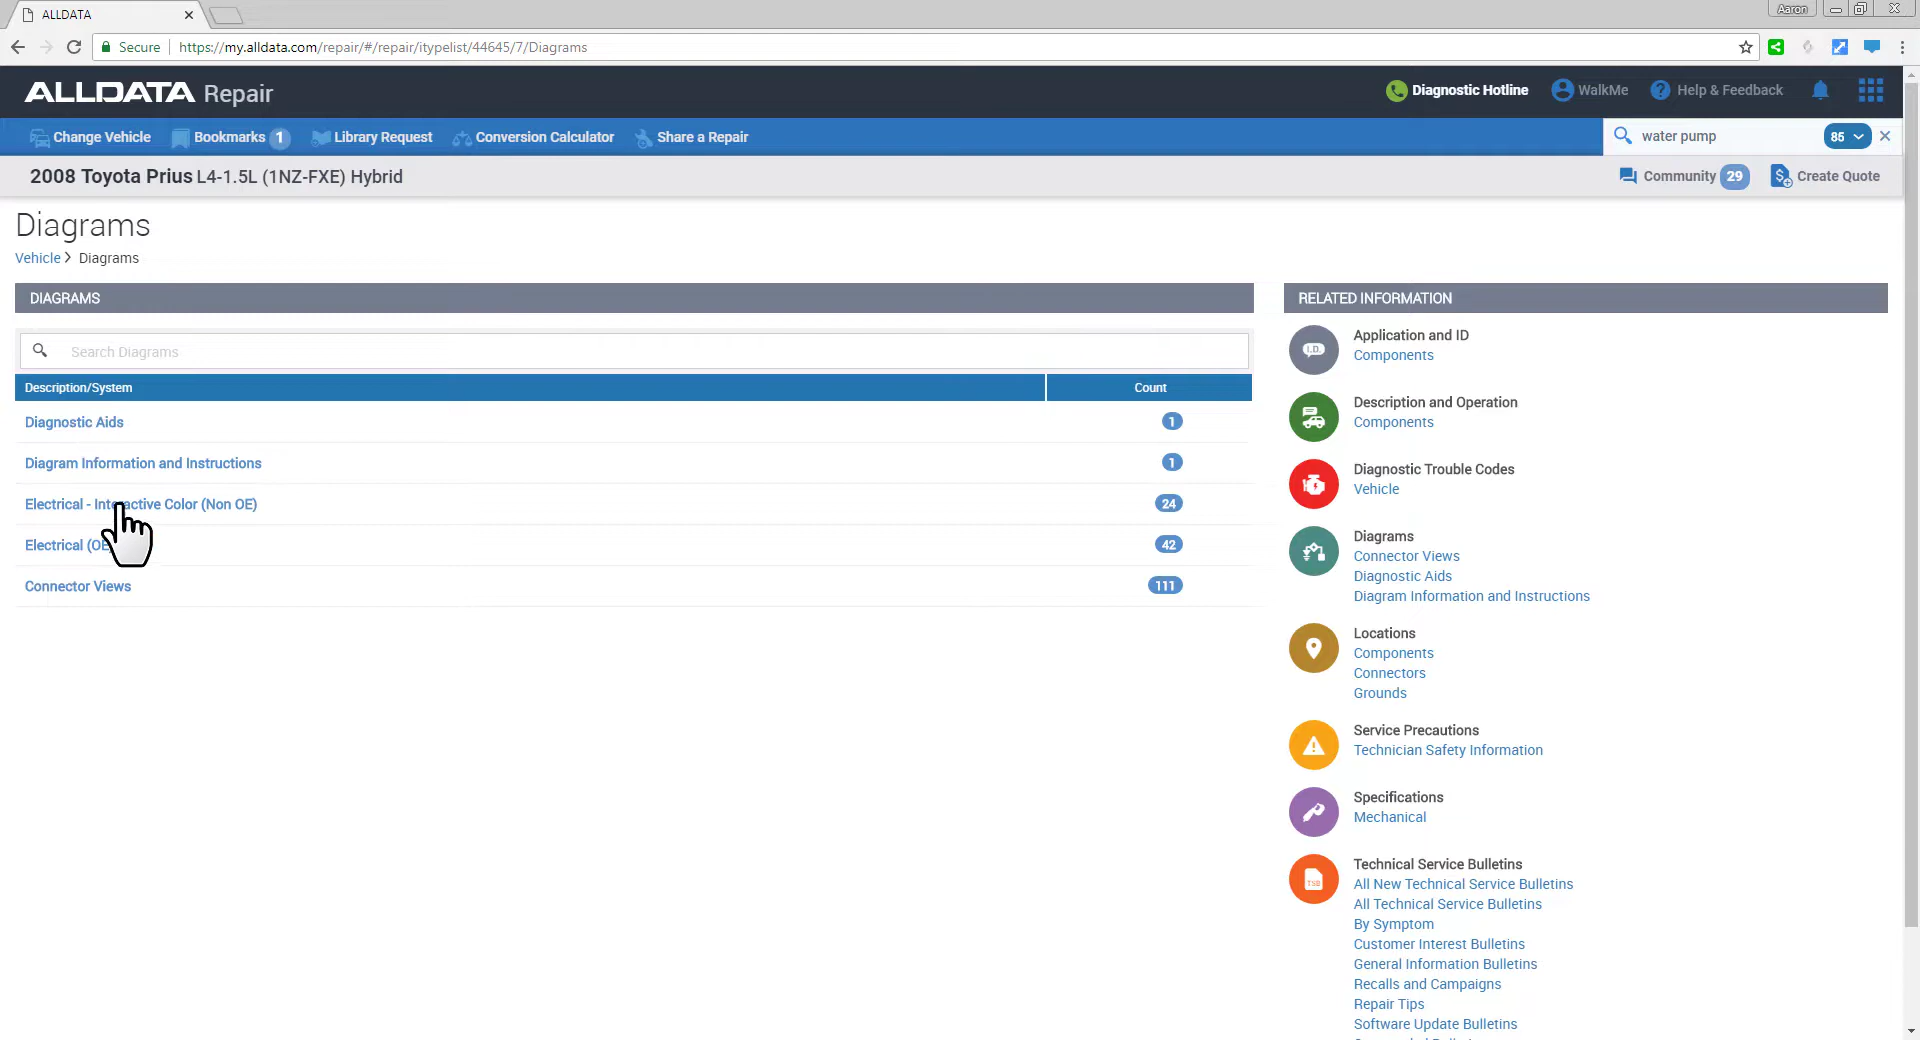 ALLDATA
Aaron
Secure
https://my.alldata.com/repair/#/repair/itypelist/44645/7/Diagrams
ALLDATA Repair
Diagnostic Hotline
WalkMe
Help & Feedback
Change Vehicle
Bookmarks 1
Library Request
Conversion Calculator
Share a Repair
water pump
85
2008 Toyota Prius L4-1.5L (1NZ-FXE) Hybrid
Community 29
Create Quote
Diagrams
Vehicle > Diagrams
DIAGRAMS
Search Diagrams
Description/System Count
Diagnostic Aids 1
Diagram Information and Instructions 1
Electrical - Interactive Color (Non OE) 24
Electrical (OE 42
Connector Views 111
RELATED INFORMATION
I.D.
Application and ID
Components
Description and Operation
Components
Diagnostic Trouble Codes
Vehicle
Diagrams
Connector Views
Diagnostic Aids
Diagram Information and Instructions
Locations
Components
Connectors
Grounds
Service Precautions
Technician Safety Information
Specifications
Mechanical
TSB
Technical Service Bulletins
All New Technical Service Bulletins
All Technical Service Bulletins
By Symptom
Customer Interest Bulletins
General Information Bulletins
Recalls and Campaigns
Repair Tips
Software Update Bulletins